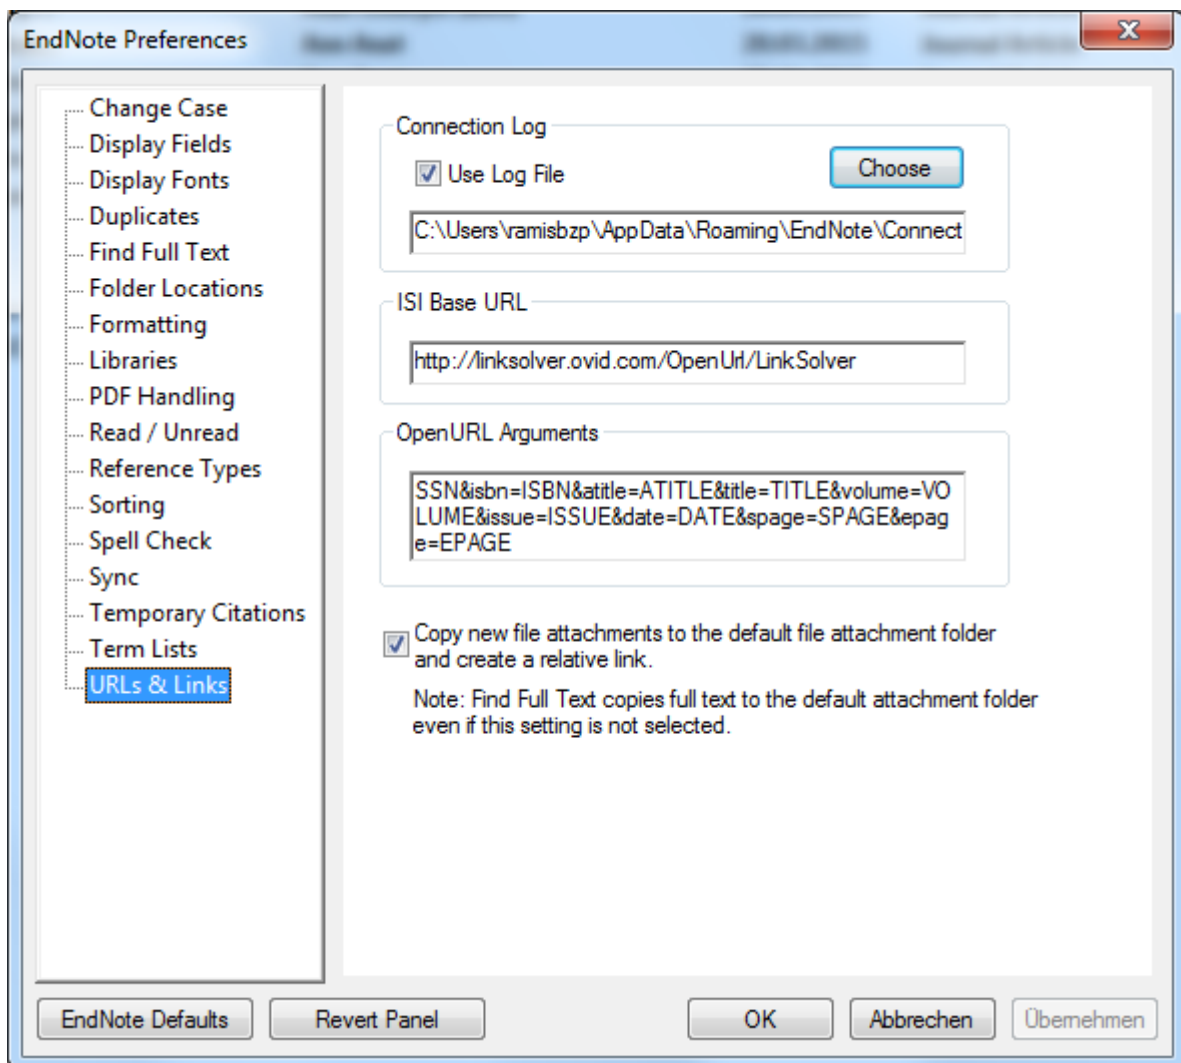 EndNote Preferences
Change Case
Display Fields
Display Fonts
Duplicates
Find Full Text
Folder Locations
Formatting
Libraries
PDF Handling
Read / Unread
Reference Types
Sorting
Spell Check
Sync
Temporary Citations
Term Lists
URLs & Links
Connection Log
Use Log File
Choose
C:\Users\ramisbzp\AppData\Roaming\EndNote\Connect
ISI Base URL
http://linksolver.ovid.com/OpenUrl/LinkSolver
OpenURL Arguments
SSN&isbn=ISBN&atitle=ATITLE&title=TITLE&volume=VO
LUME&issue=ISSUE&date=DATE&spage=SPAGE&epag
e=EPAGE
Copy new file attachments to the default file attachment folder
and create a relative link.
Note: Find Full Text copies full text to the default attachment folder
even if this setting is not selected.
EndNote Defaults
Revert Panel
OK
Abbrechen
Übernehmen